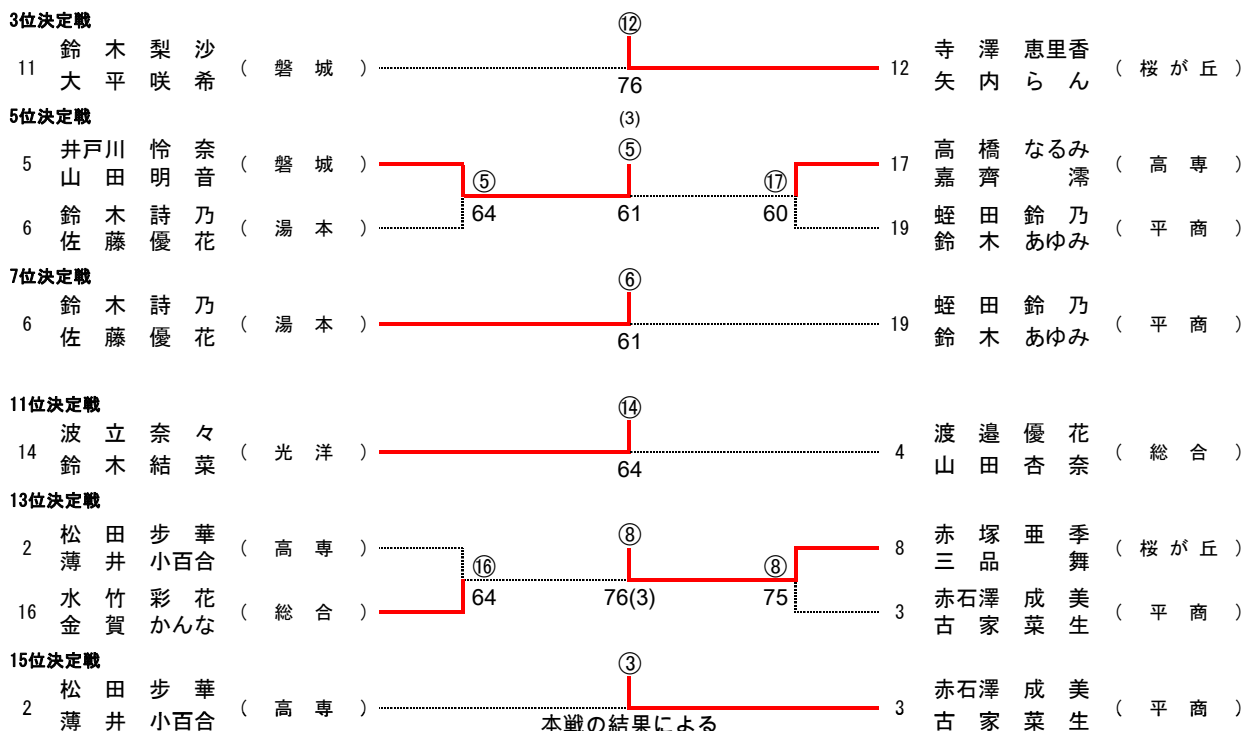 3位決定戦
⑫
11 鈴木梨沙 大平咲希 (磐城)
76
12 寺澤恵里香 矢内らん (桜が丘)
5位決定戦
(3)
5 井戸川怜奈 山田明音 (磐城)
⑤
17 高橋なるみ 嘉齊澪 (高専)
⑤
64
61
⑰
60
6 鈴木詩乃 佐藤優花 (湯本)
19 蛭田鈴乃 鈴木あゆみ (平商)
7位決定戦
⑥
6 鈴木詩乃 佐藤優花 (湯本)
61
19 蛭田鈴乃 鈴木あゆみ (平商)
11位決定戦
⑭
14 波立奈々 鈴木結菜 (光洋)
64
4 渡邉優花 山田杏奈 (総合)
13位決定戦
2 松田歩華 薄井小百合 (高専)
⑧
8 赤塚亜季 三品舞 (桜が丘)
⑯
64
76(3)
⑧
75
16 水竹彩花 金賀かんな (総合)
3 赤石澤成美 古家菜生 (平商)
15位決定戦
③
2 松田歩華 薄井小百合 (高専)
本戦の結果による
3 赤石澤成美 古家菜生 (平商)